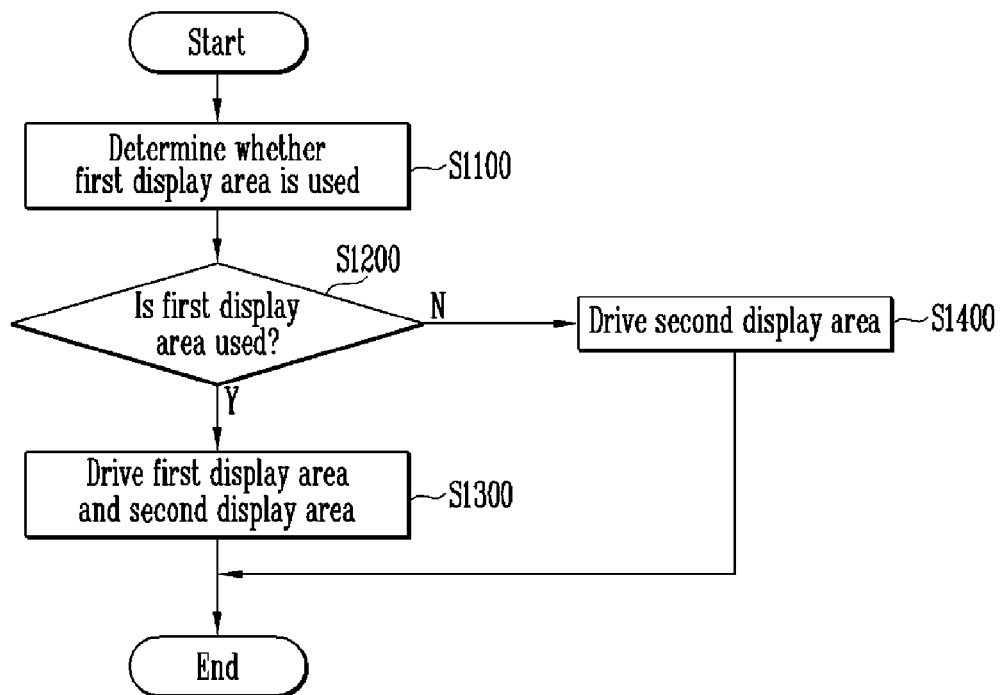 Start
Determine whether
first display area is used
S1100
S1200
Is first display
area used?
N
Drive second display area
S1400
Y
Drive first display area
and second display area
S1300
End